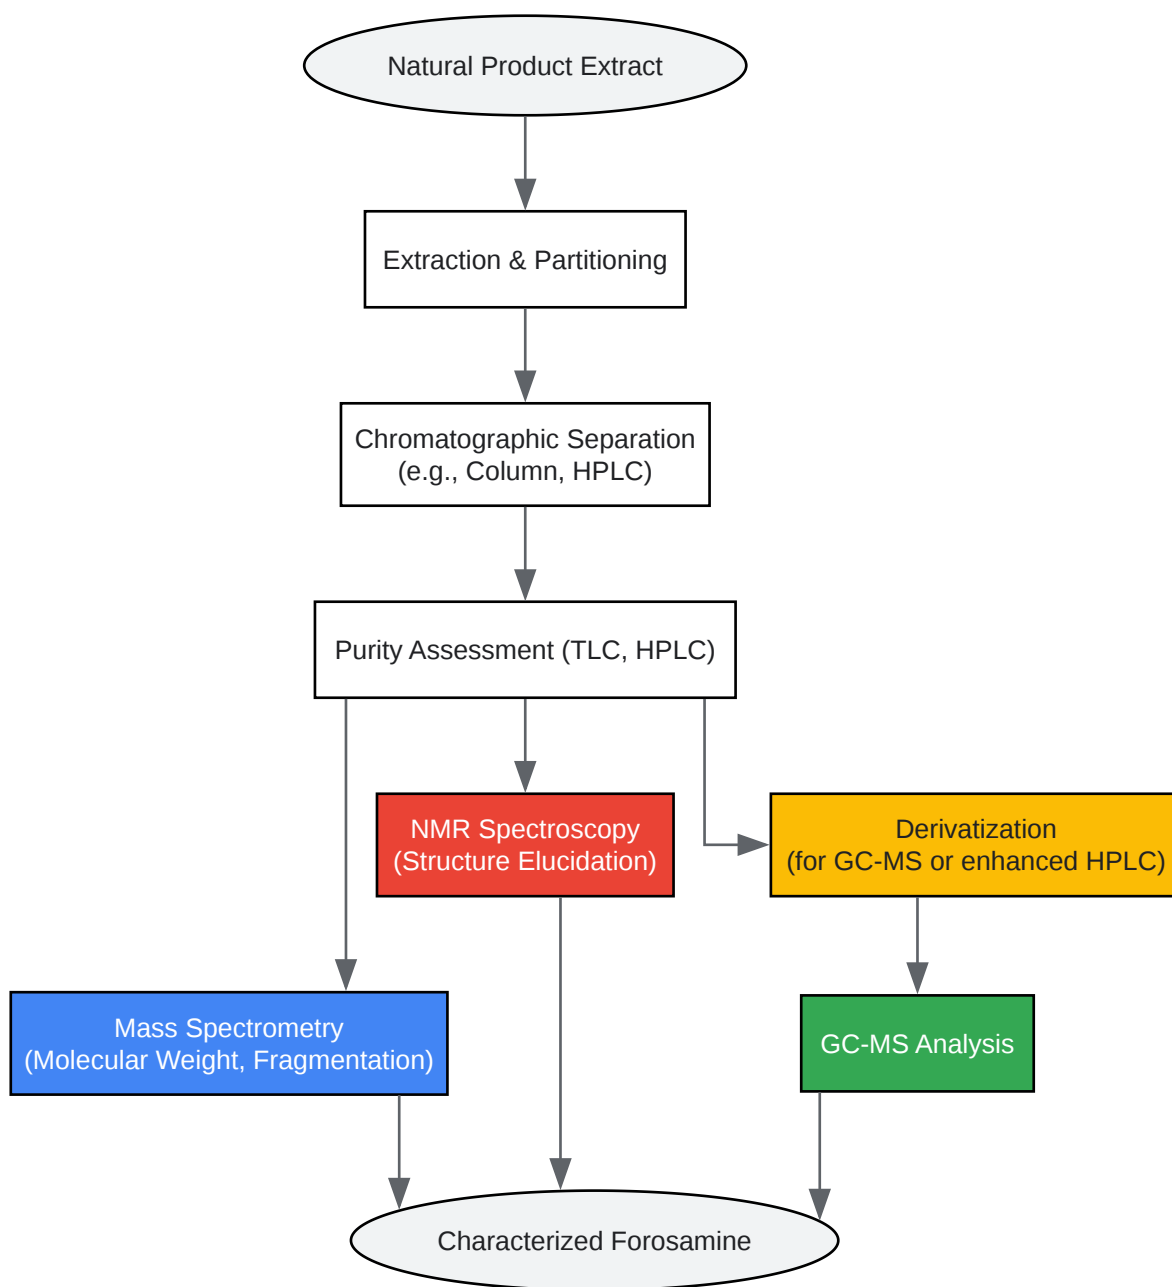 Natural Product Extract
Extraction & Partitioning
Chromatographic Separation
(e.g., Column, HPLC)
Purity Assessment (TLC, HPLC)
NMR Spectroscopy
(Structure Elucidation)
Derivatization
(for GC-MS or enhanced HPLC)
Mass Spectrometry
(Molecular Weight, Fragmentation)
GC-MS Analysis
Characterized Forosamine